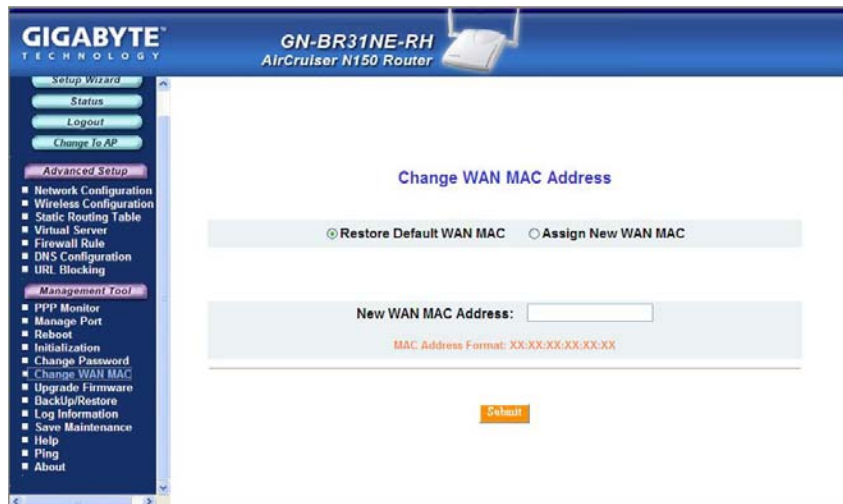 GIGABYTE™
TECHNOLOGY
GN-BR31NE-RH
AirCruiser N150 Router
Setup Wizard
Status
Logout
Change To AP
Advanced Setup
Network Configuration
Wireless Configuration
Static Routing Table
Virtual Server
Firewall Rule
DNS Configuration
URL Blocking
Management Tool
PPP Monitor
Manage Port
Reboot
Initialization
Change Password
Change WAN MAC
Upgrade Firmware
BackUp/Restore
Log Information
Save Maintenance
Help
Ping
About
Change WAN MAC Address
Restore Default WAN MAC Assign New WAN MAC
New WAN MAC Address:
MAC Address Format: XX:XX:XX:XX:XX:XX
Submit